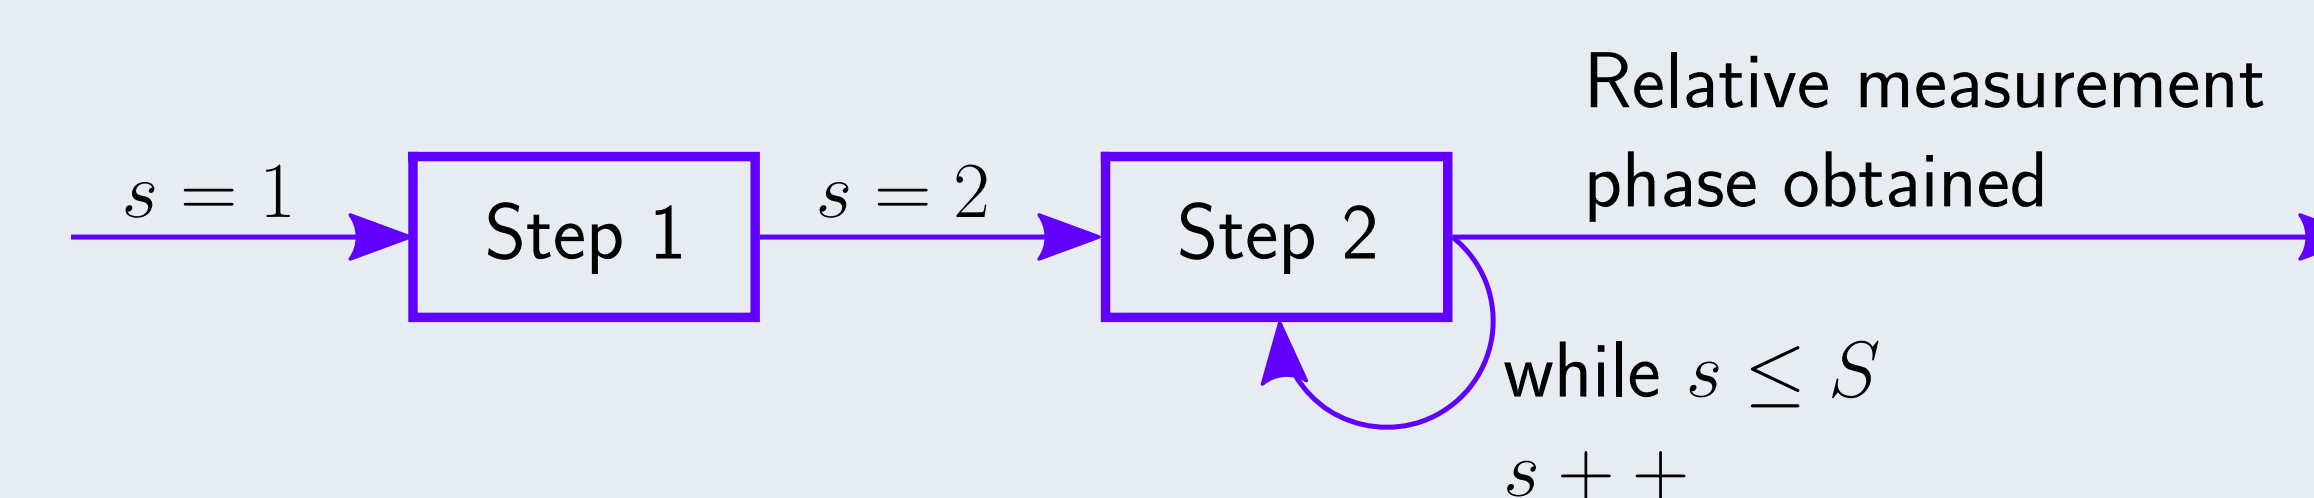 Relative measurement
phase obtained
s = 1
Step 1
s = 2
Step 2
while s ≤ S
s + +